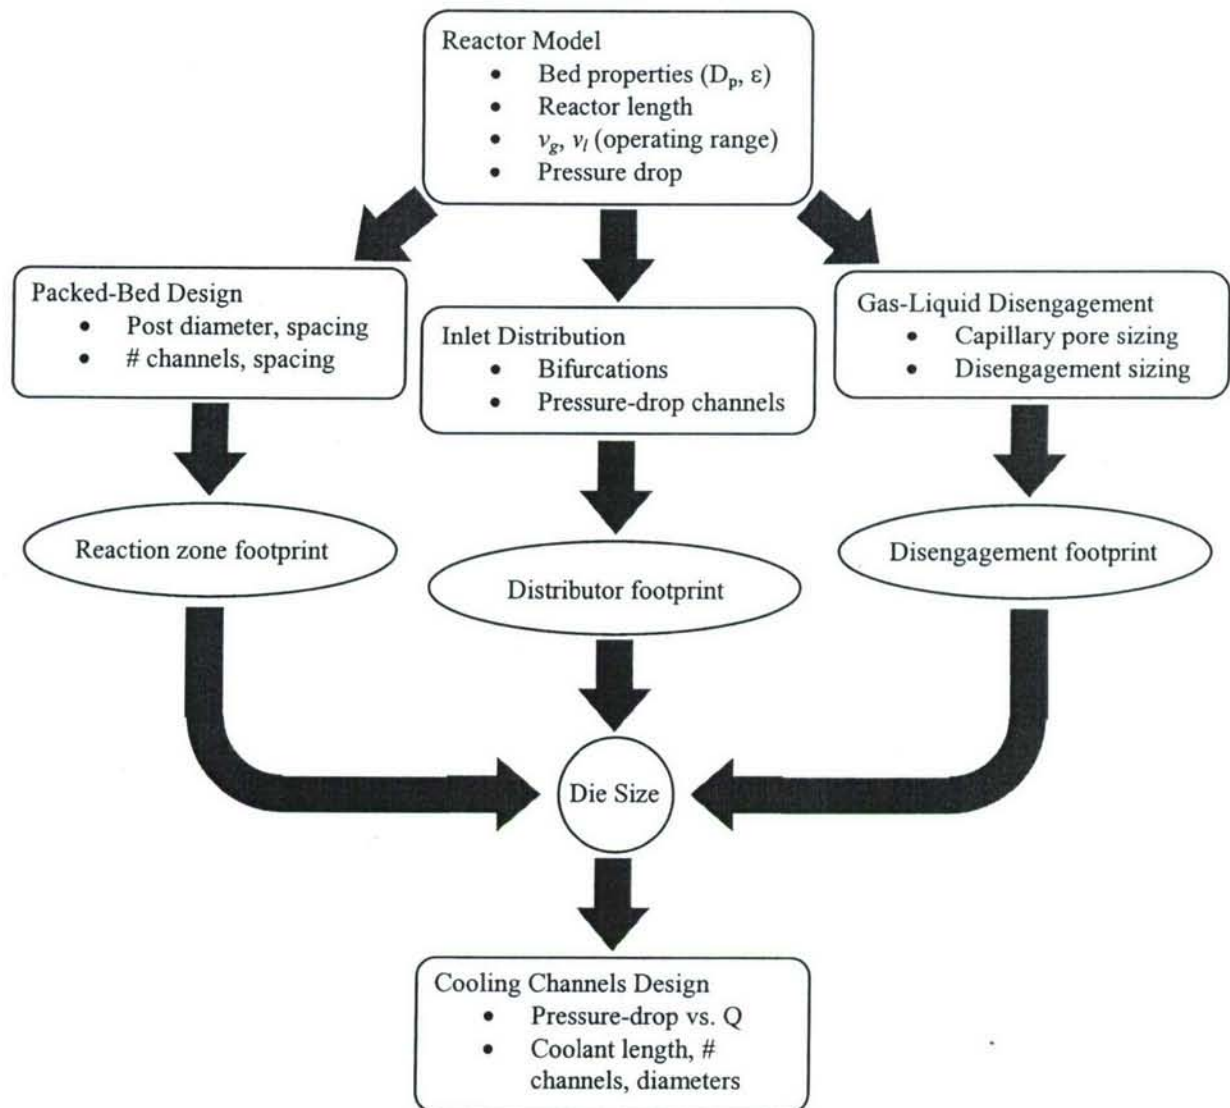 Reactor Model
• Bed properties (Dₚ, ε)
• Reactor length
• v_g, v_l (operating range)
• Pressure drop
Packed-Bed Design
• Post diameter, spacing
• # channels, spacing
Inlet Distribution
• Bifurcations
• Pressure-drop channels
Gas-Liquid Disengagement
• Capillary pore sizing
• Disengagement sizing
Reaction zone footprint
Distributor footprint
Disengagement footprint
Die Size
Cooling Channels Design
• Pressure-drop vs. Q
• Coolant length, #
channels, diameters